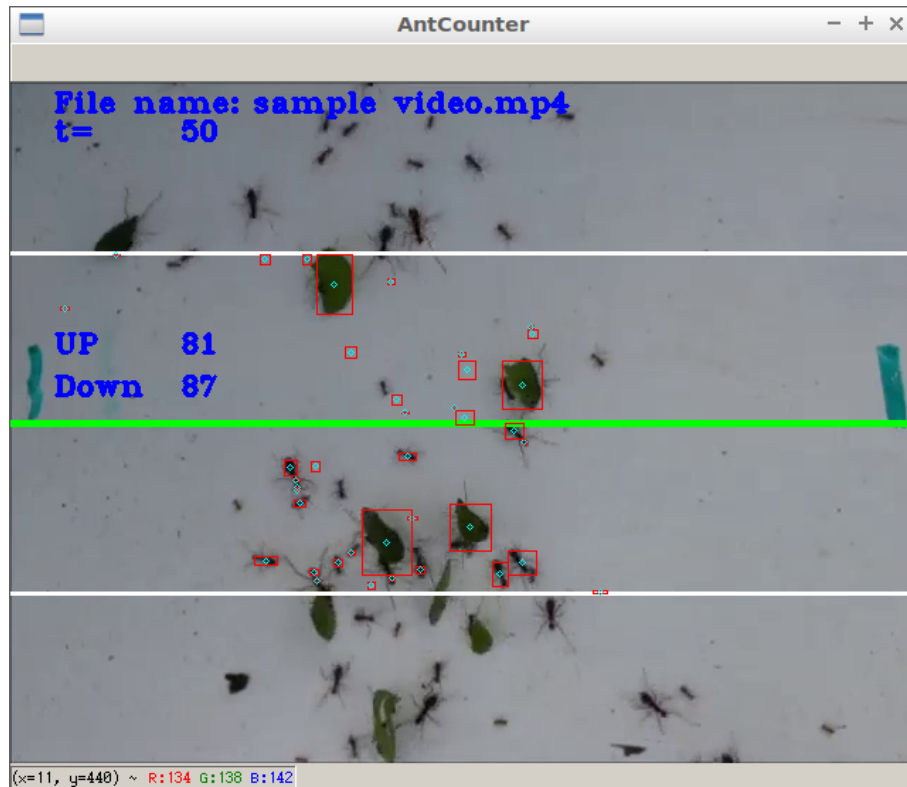 AntCounter
File name: sample video.mp4
t= 50
UP 81
Down 87
(x=11, y=440) ~ R:134 G:138 B:142